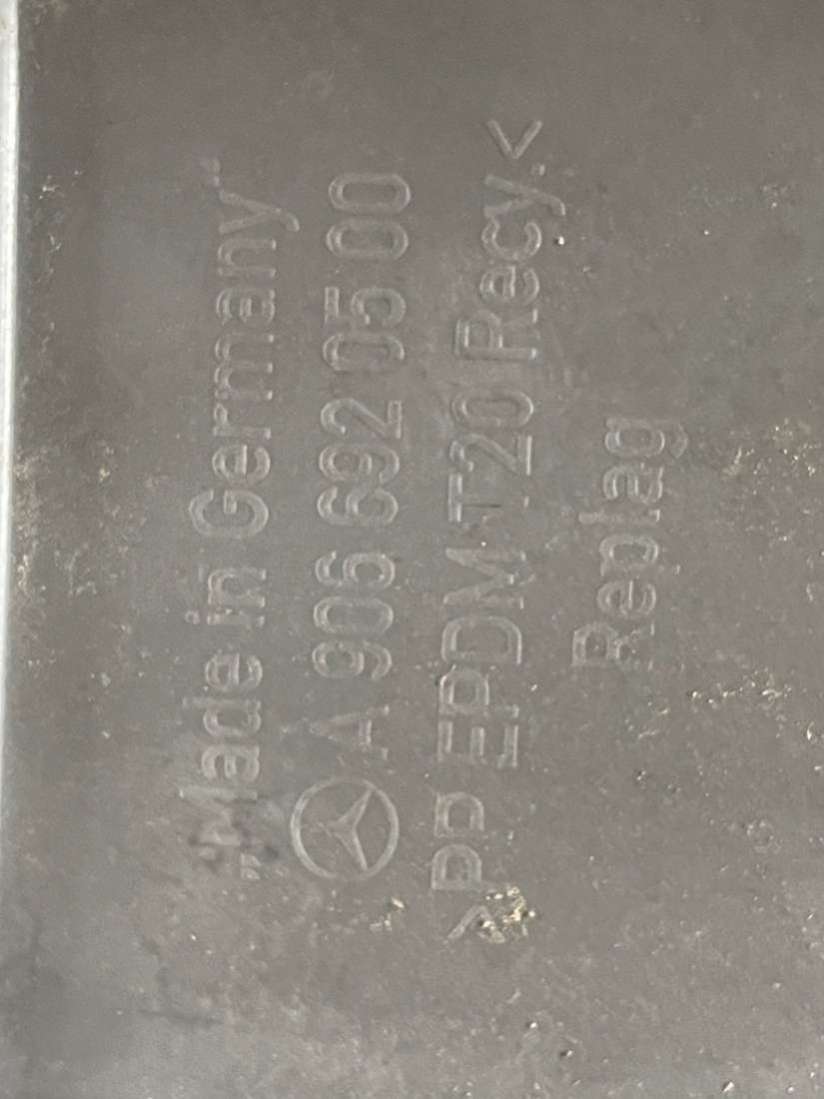 „Made in Germany“
A 906 692 05 00
>PP EPDM T20 Recy.<
Replag